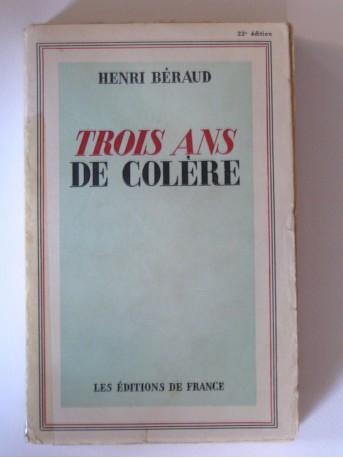 22e édition
HENRI BÉRAUD
TROIS ANS
DE COLÈRE
LES ÉDITIONS DE FRANCE